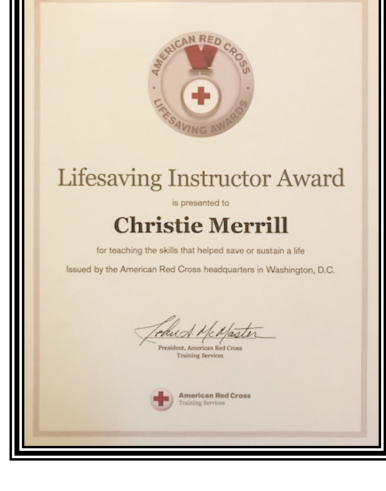 AMERICAN RED CROSS
LIFESAVING AWARDS
Lifesaving Instructor Award
is presented to
Christie Merrill
for teaching the skills that helped save or sustain a life
Issued by the American Red Cross headquarters in Washington, D.C.
John A. McMaster
President, American Red Cross
Training Services
American Red Cross
Training Services